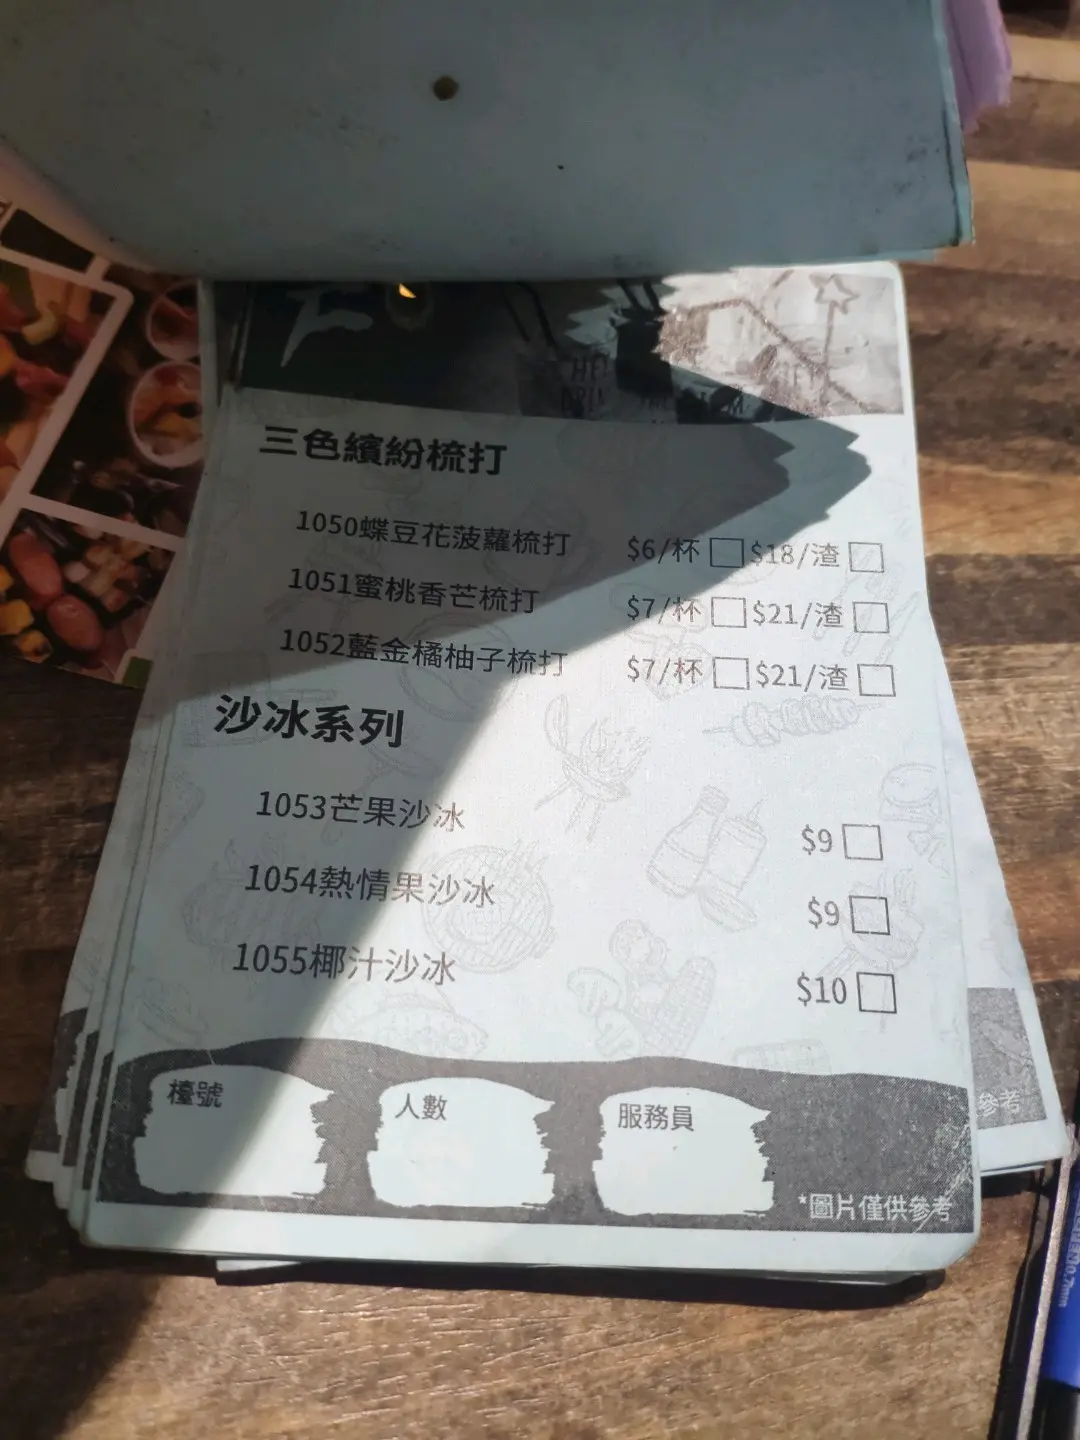 三色繽紛梳打
1050蝶豆花菠蘿梳打 $6/杯 $18/渣
1051蜜桃香芒梳打 $7/杯 $21/渣
1052藍金橘柚子梳打 $7/杯 $21/渣
沙冰系列
1053芒果沙冰 $9
1054熱情果沙冰 $9
1055椰汁沙冰 $10
檯號 人數 服務員
*圖片僅供參考
參考
0.7mm